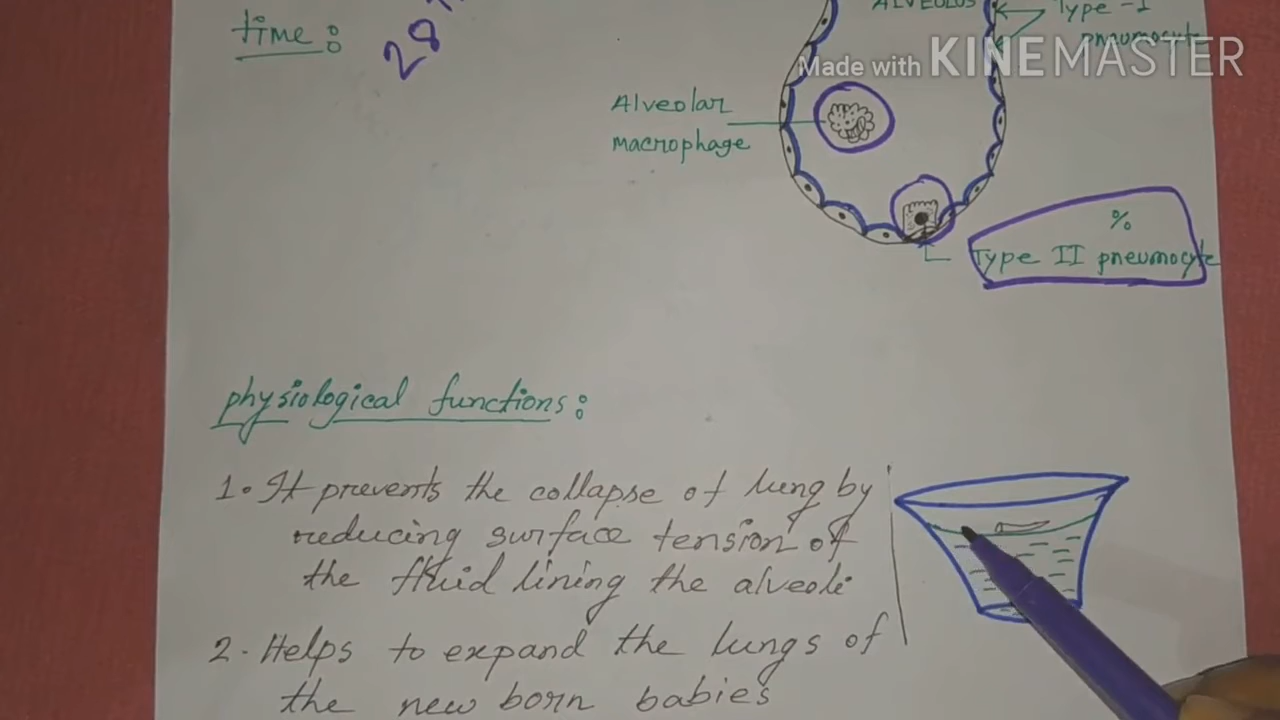 time:
28
ALVEOLUS
Type-I
pneumocyte
Made with KINEMASTER
Alveolar
macrophage
%
Type II pneumocyte
physiological functions:
1. It prevents the collapse of lung by
reducing surface tension of
the fluid lining the alveoli
2. Helps to expand the lungs of
the new born babies